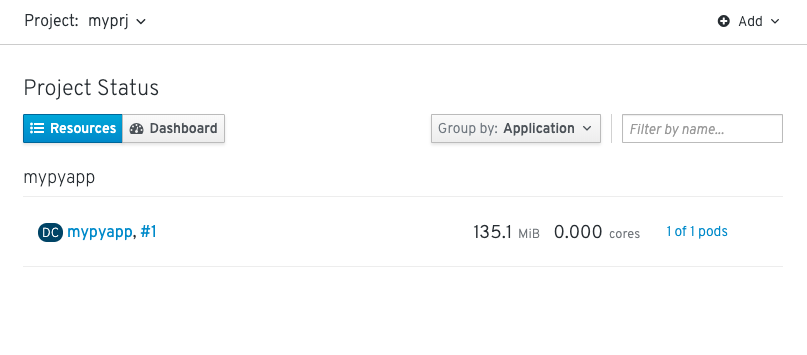 Project: myprj Add
Project Status
Resources Dashboard Group by: Application Filter by name...
mypyapp
DC mypyapp, #1 135.1 MiB 0.000 cores 1 of 1 pods